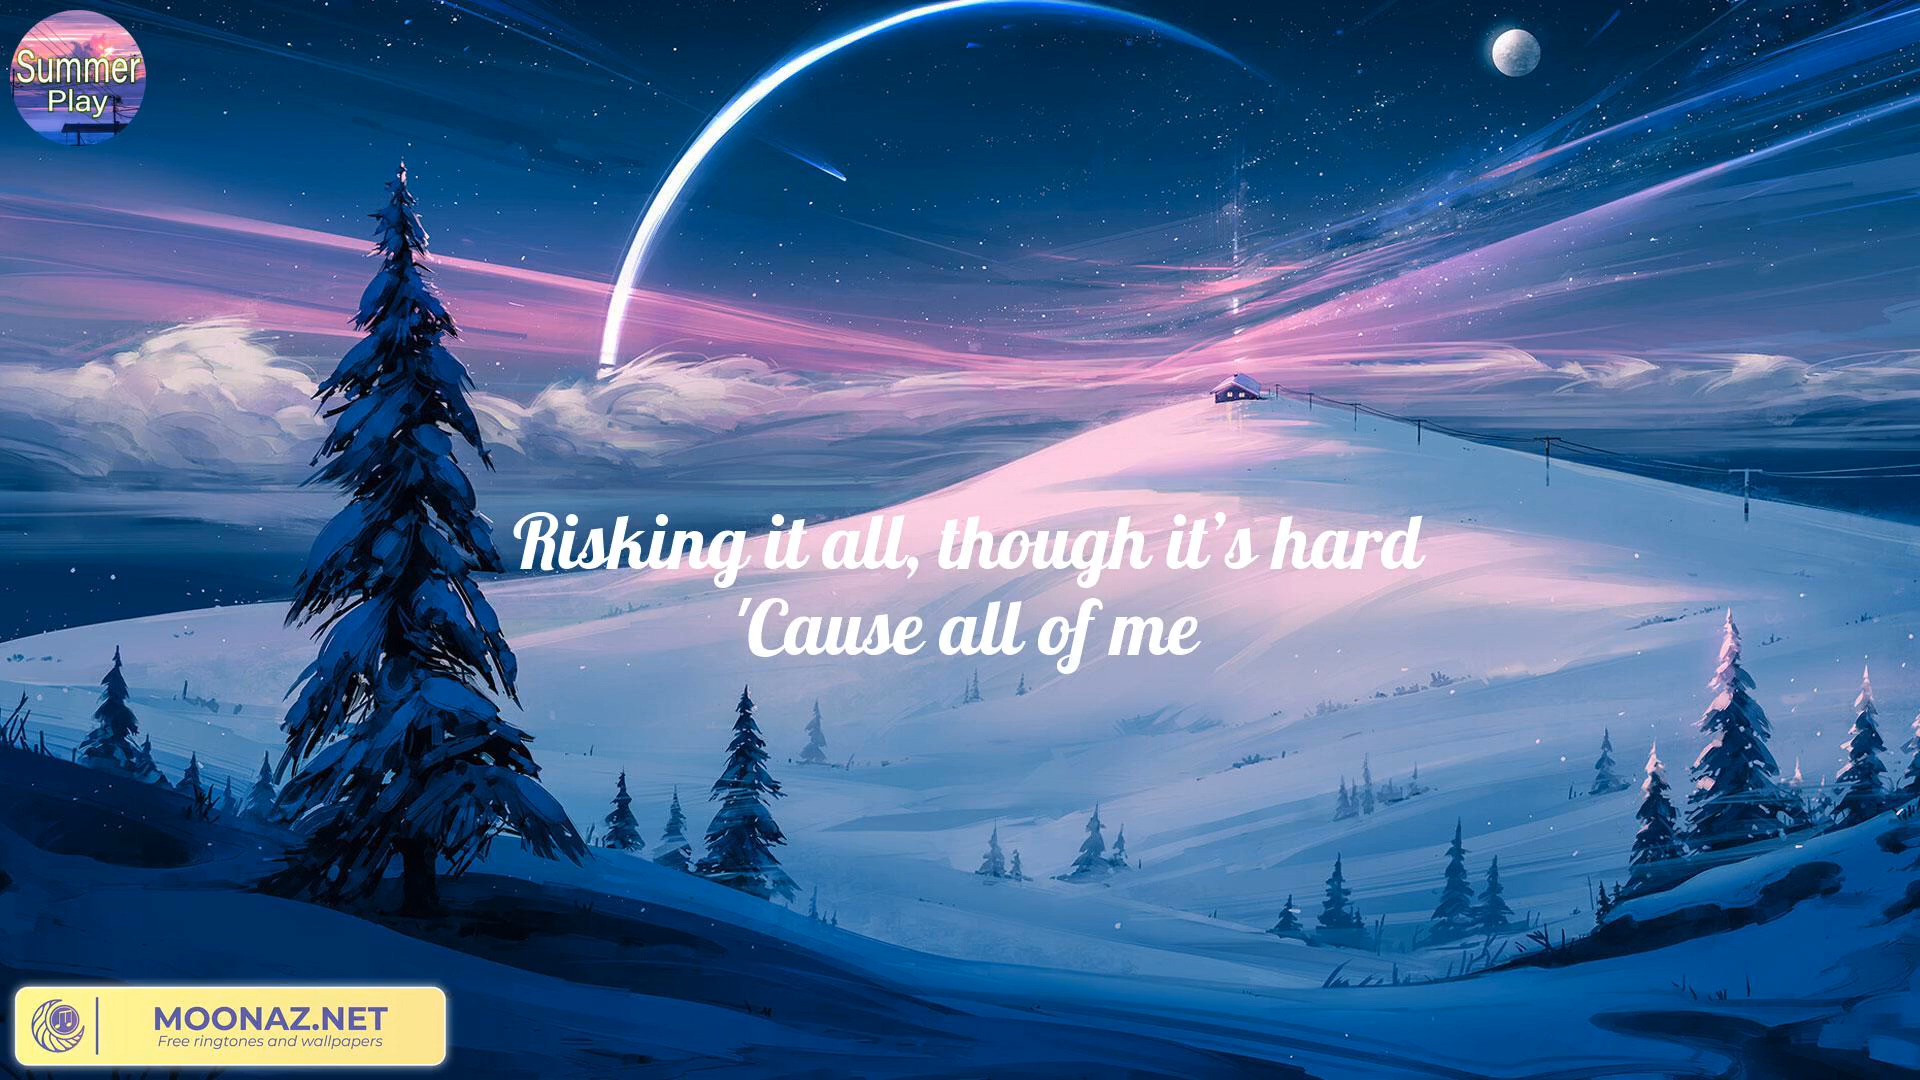 Summer
Play
Risking it all, though it’s hard
'Cause all of me
MOONAZ.NET
Free ringtones and wallpapers